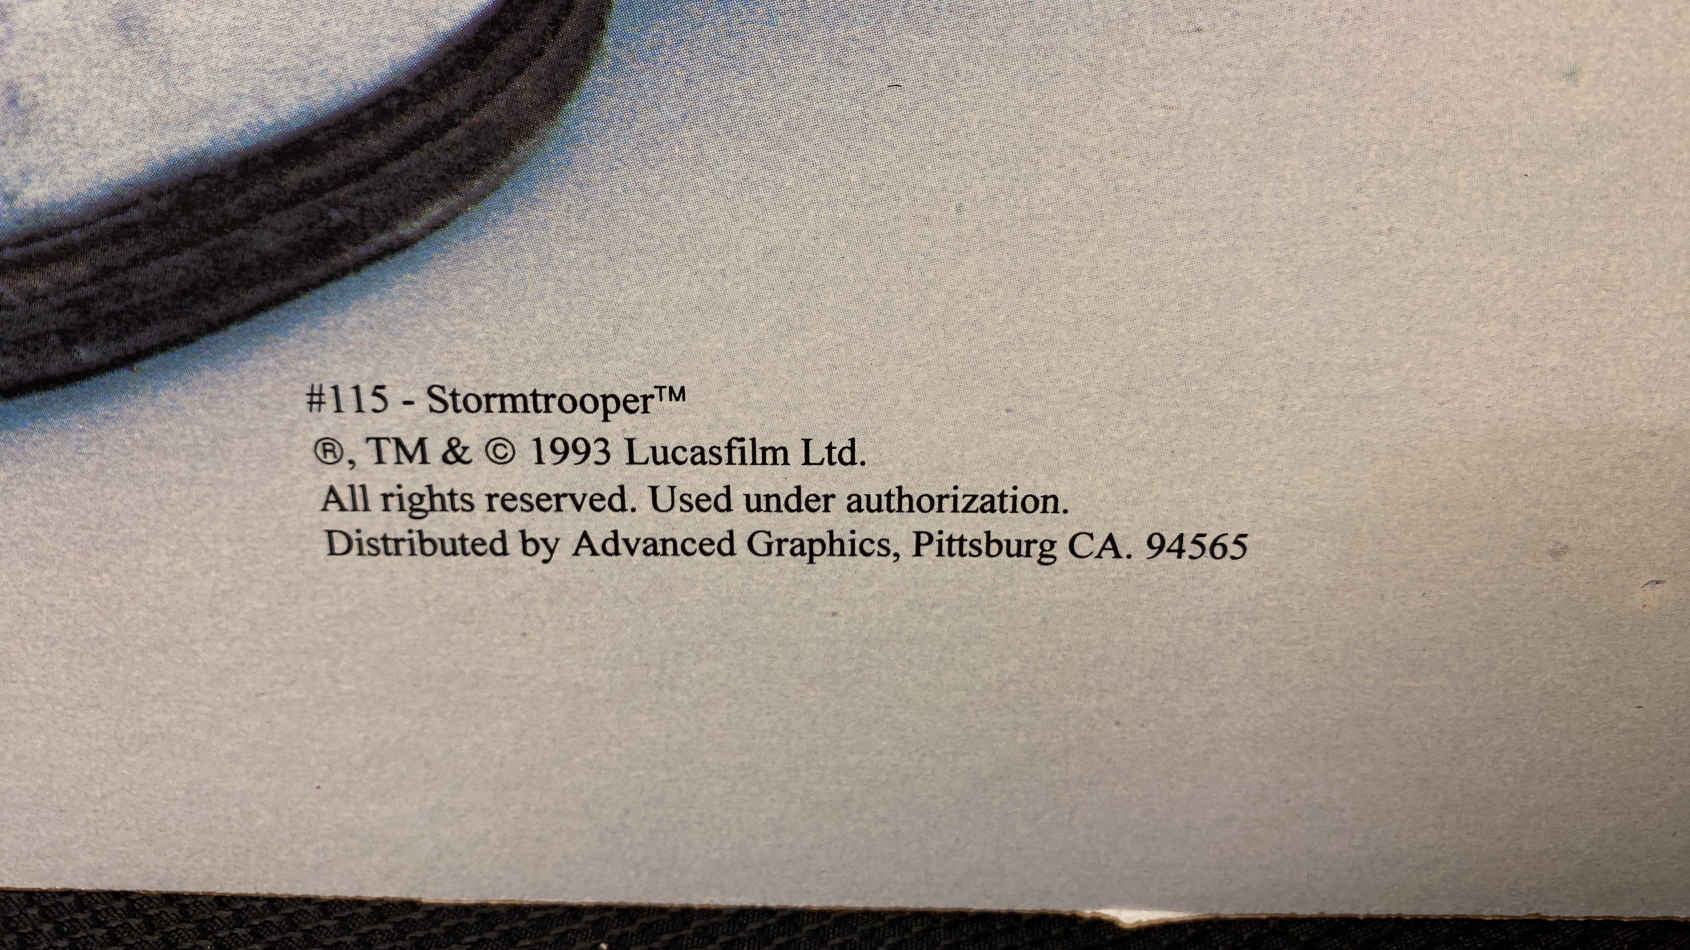 #115 - Stormtrooper™
®, TM & © 1993 Lucasfilm Ltd.
All rights reserved. Used under authorization.
Distributed by Advanced Graphics, Pittsburg CA. 94565